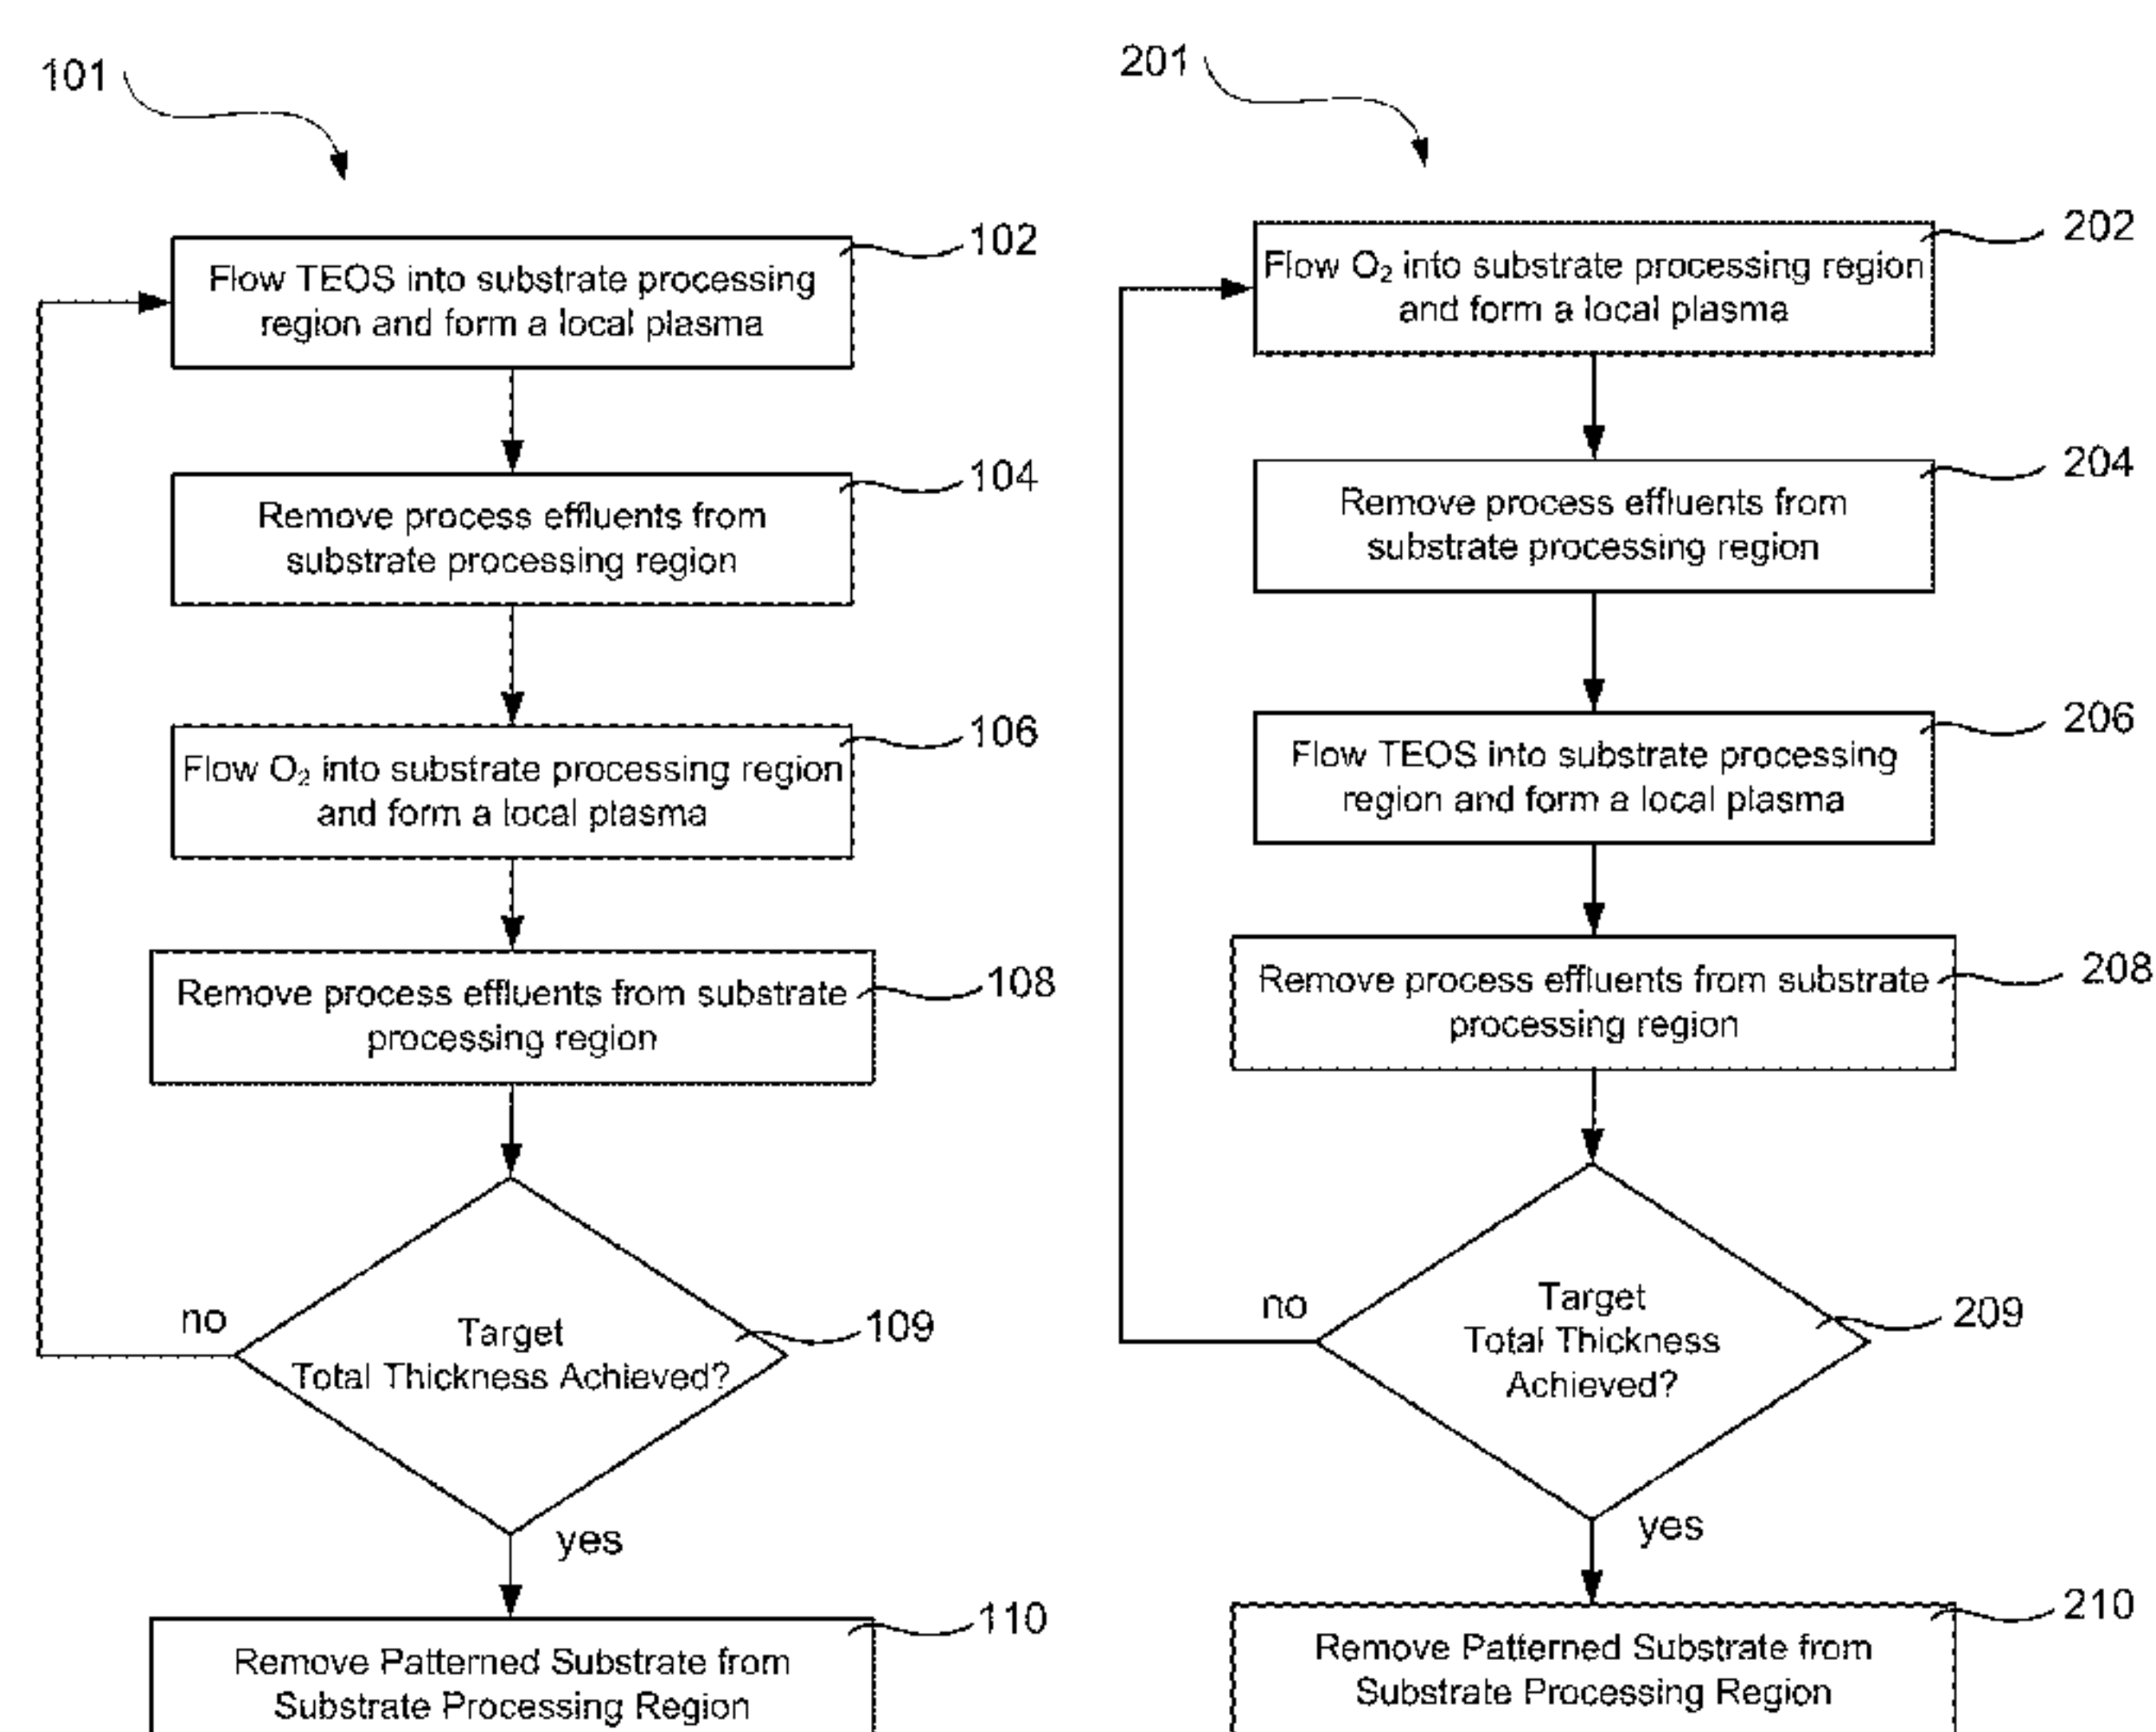 101
102
Flow TEOS into substrate processing
region and form a local plasma
104
Remove process effluents from
substrate processing region
106
Flow O₂ into substrate processing region
and form a local plasma
108
Remove process effluents from substrate
processing region
no
Target
Total Thickness Achieved?
109
yes
110
Remove Patterned Substrate from
Substrate Processing Region
201
202
Flow O₂ into substrate processing region
and form a local plasma
204
Remove process effluents from
substrate processing region
206
Flow TEOS into substrate processing
region and form a local plasma
208
Remove process effluents from substrate
processing region
no
Target
Total Thickness
Achieved?
209
yes
210
Remove Patterned Substrate from
Substrate Processing Region